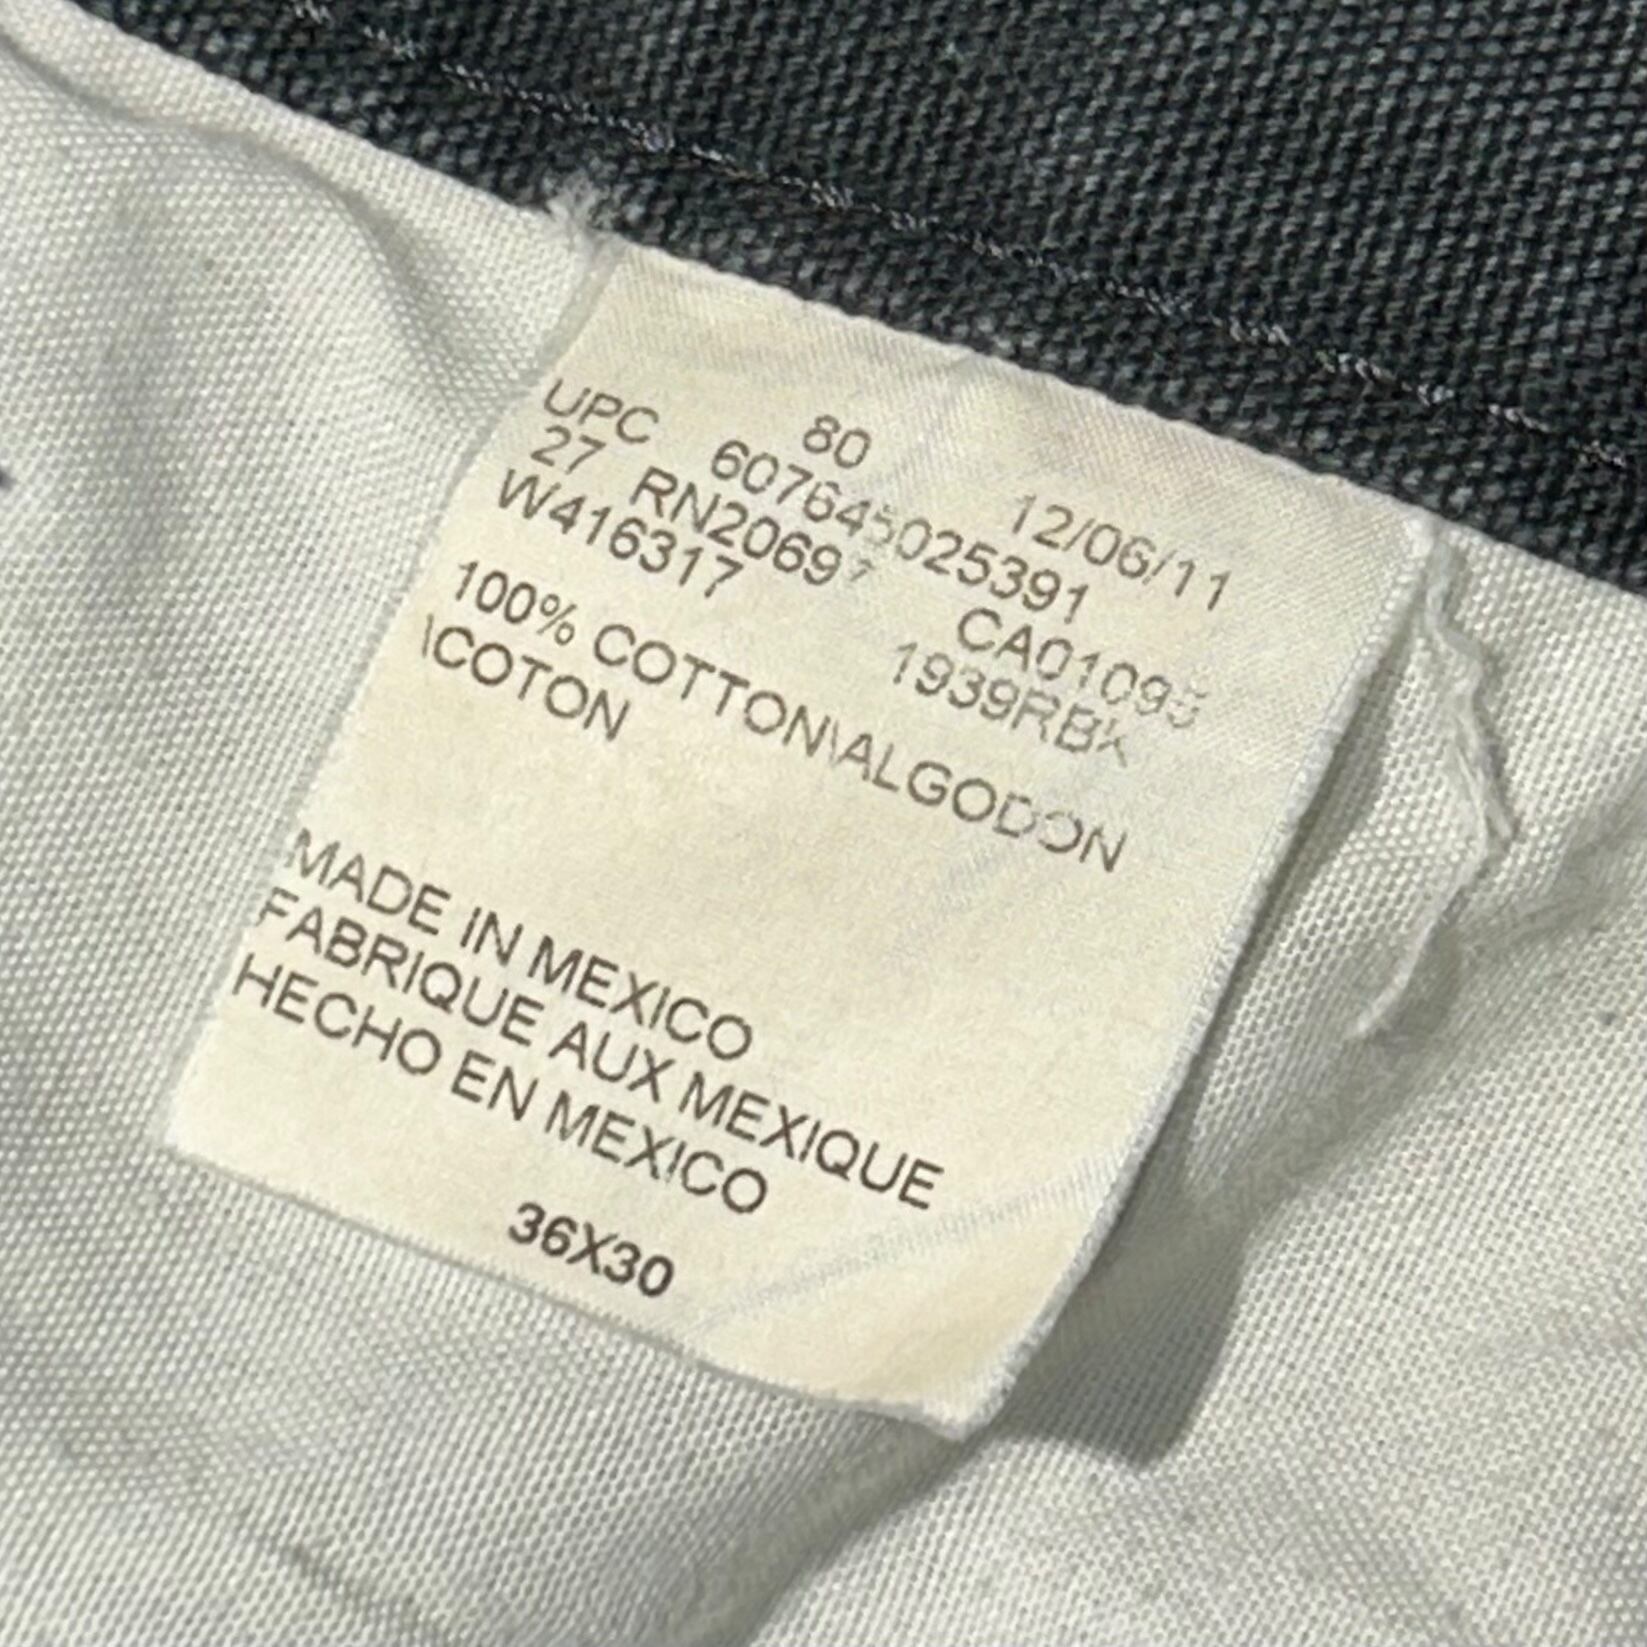 80 12/06/11
UPC 607645025391
27 RN20697 CA01095
W416317 1939RBK
100% COTTON\ALGODON
\COTON
MADE IN MEXICO
FABRIQUE AUX MEXIQUE
HECHO EN MEXICO
36X30